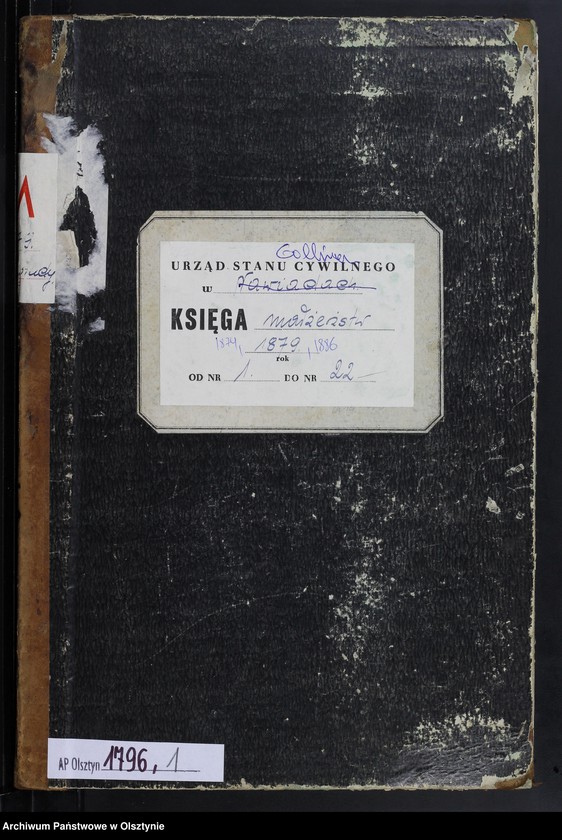 Gollinen
URZĄD STANU CYWILNEGO
w
KSIĘGA małżeństw
1874, 1879, 1886
rok
OD NR 1. DO NR 22
AP Olsztyn 1796, 1
Archiwum Państwowe w Olsztynie